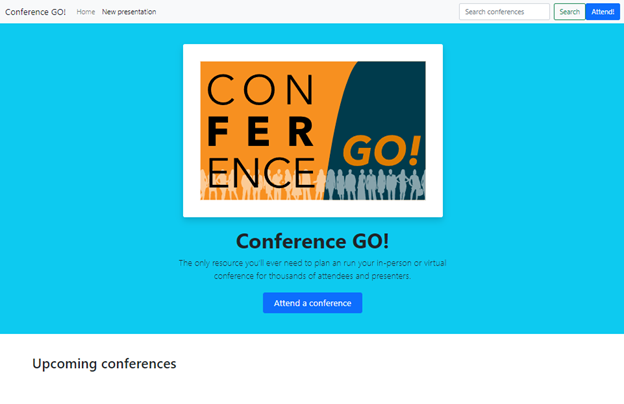 Conference GO! Home New presentation Search conferences Search Attend!
CON
FER
ENCE
GO!
Conference GO!
The only resource you'll ever need to plan an run your in-person or virtual
conference for thousands of attendees and presenters.
Attend a conference
Upcoming conferences